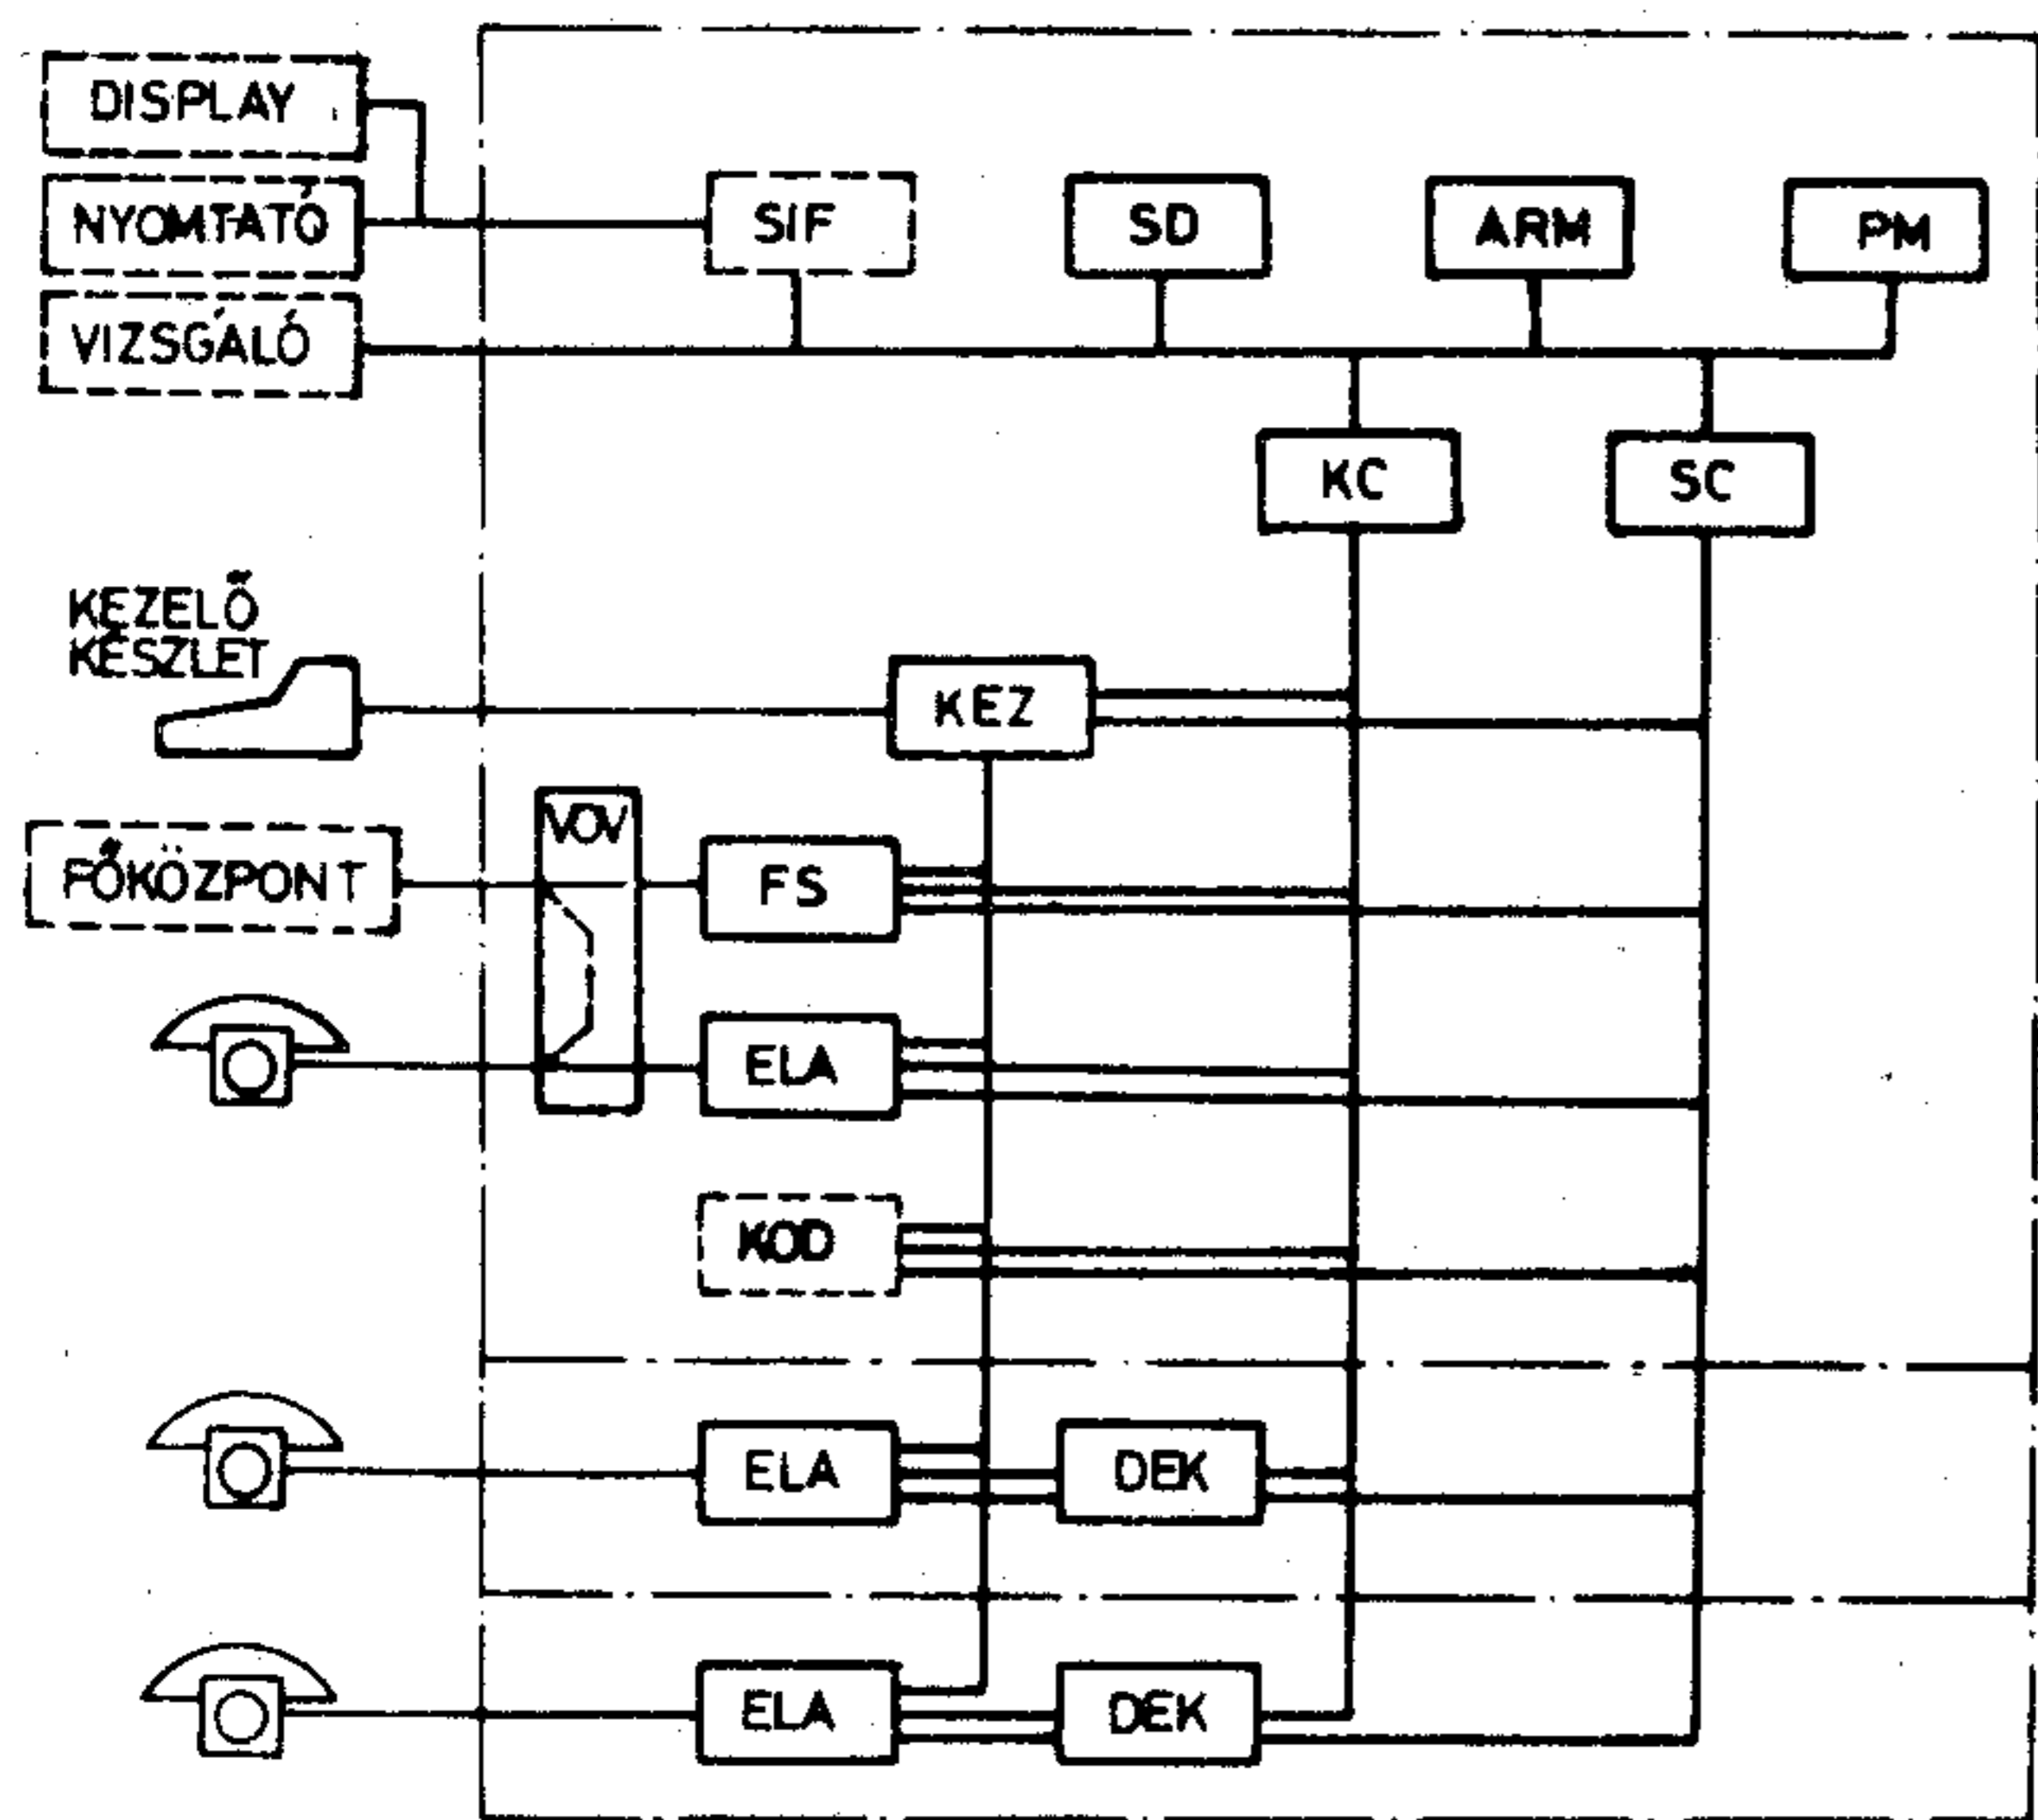 DISPLAY
NYOMTATÓ
SIF
SD
ARM
PM
VIZSGÁLÓ
KC
SC
KEZELŐ
KÉSZLET
KEZ
VOV
FŐKÖZPONT
FS
ELA
KOD
ELA
DEK
ELA
DEK